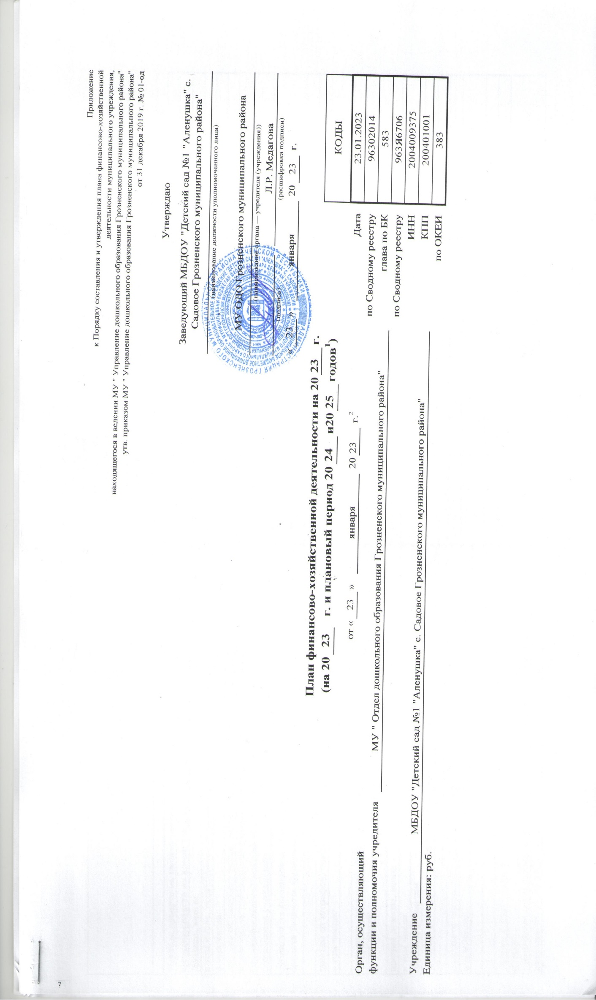 Приложение
к Порядку составления и утверждения плана финансово-хозяйственной
деятельности муниципального учреждения,
находящегося в ведении МУ " Управление дошкольного образования Грозненского муниципального района"
утв. приказом МУ " Управление дошкольного образования Грозненского муниципального района"
от 31 декабря 2019 г. № 01-од
Утверждаю
Заведующий МБДОУ "Детский сад №1 "Аленушка" с.
Садовое Грозненского муниципального района"
(наименование должности уполномоченного лица)
МУ ОДО Грозненского муниципального района
(наименование органа — учредителя (учреждения))
Л.Р. Медагова
(подпись) (расшифровка подписи)
« 23 » января 20 23 г.
План финансово-хозяйственной деятельности на 20 23 г.
(на 20 23 г. и плановый период 20 24 и20 25 годов1)
от « 23 » января 20 23 г.2
КОДЫ
Дата 23.01.2023
по Сводному реестру 96302014
глава по БК 583
по Сводному реестру 963Я6706
ИНН 2004009375
КПП 200401001
по ОКЕИ 383
Орган, осуществляющий
функции и полномочия учредителя МУ " Отдел дошкольного образования Грозненского муниципального района"
Учреждение МБДОУ "Детский сад №1 "Аленушка" с. Садовое Грозненского муниципального района"
Единица измерения: руб.